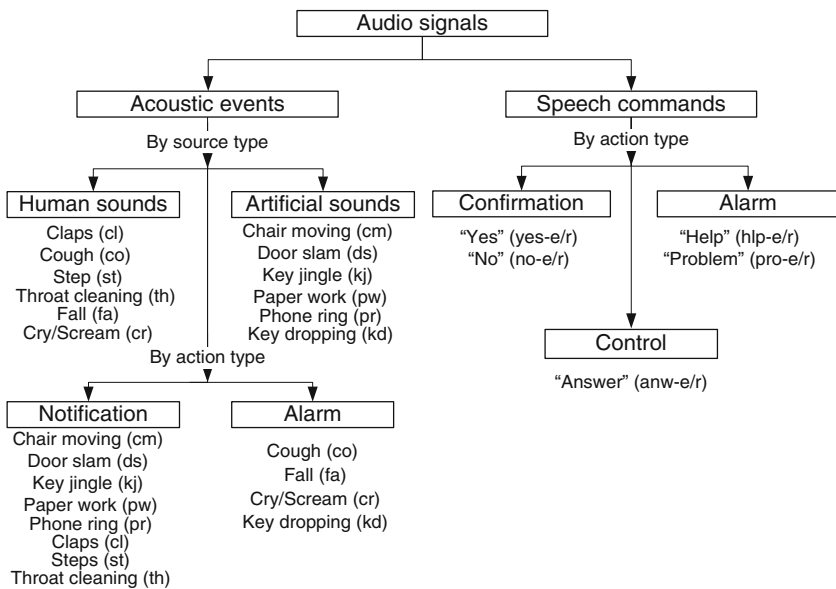 Audio signals
Acoustic events
Speech commands
By source type
By action type
Human sounds
Claps (cl)
Cough (co)
Step (st)
Throat cleaning (th)
Fall (fa)
Cry/Scream (cr)
Artificial sounds
Chair moving (cm)
Door slam (ds)
Key jingle (kj)
Paper work (pw)
Phone ring (pr)
Key dropping (kd)
Confirmation
“Yes” (yes-e/r)
“No” (no-e/r)
Alarm
“Help” (hlp-e/r)
“Problem” (pro-e/r)
Control
“Answer” (anw-e/r)
By action type
Notification
Chair moving (cm)
Door slam (ds)
Key jingle (kj)
Paper work (pw)
Phone ring (pr)
Claps (cl)
Steps (st)
Throat cleaning (th)
Alarm
Cough (co)
Fall (fa)
Cry/Scream (cr)
Key dropping (kd)